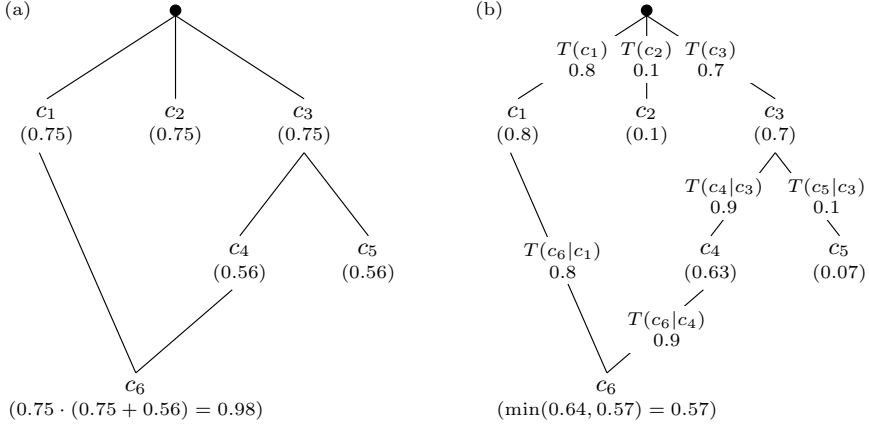 (a)
c₁
(0.75)
c₂
(0.75)
c₃
(0.75)
c₄
(0.56)
c₅
(0.56)
c₆
(0.75 · (0.75 + 0.56) = 0.98)
(b)
T(c₁)
0.8
T(c₂)
0.1
T(c₃)
0.7
c₁
(0.8)
c₂
(0.1)
c₃
(0.7)
T(c₄|c₃)
0.9
T(c₅|c₃)
0.1
T(c₆|c₁)
0.8
c₄
(0.63)
c₅
(0.07)
T(c₆|c₄)
0.9
c₆
(min(0.64, 0.57) = 0.57)